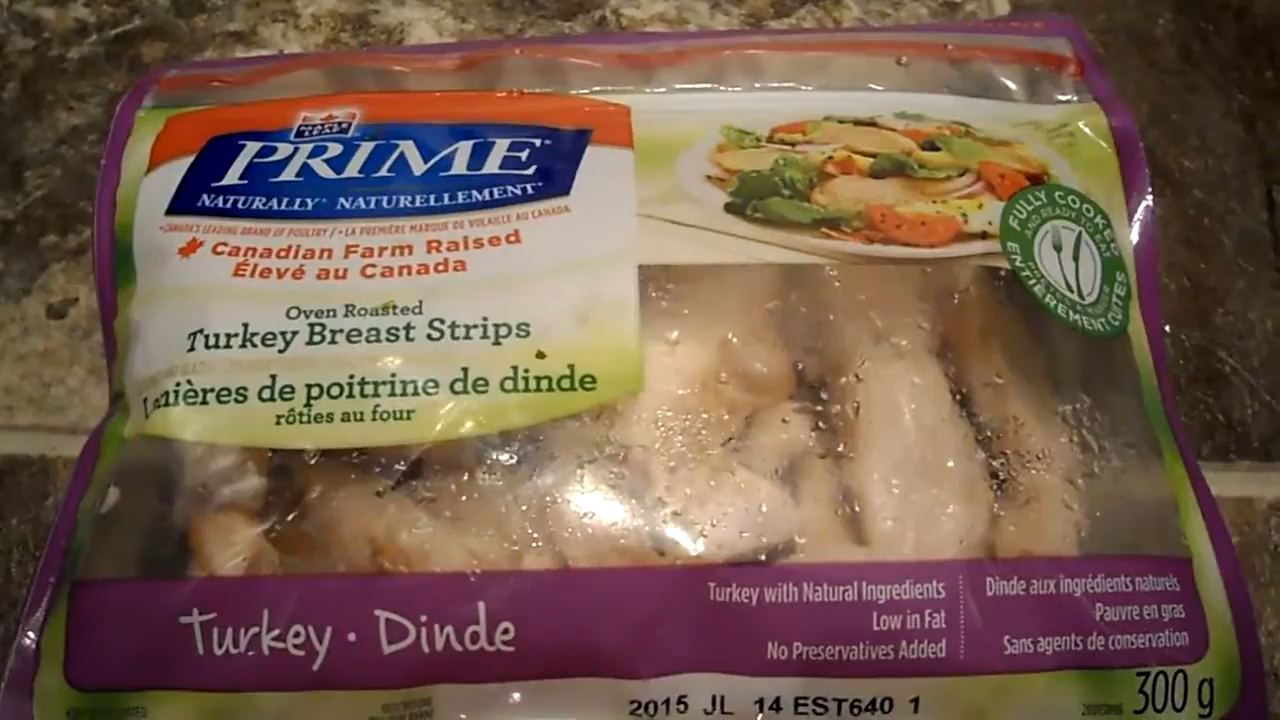 MAPLE LEAF
PRIME
NATURALLY NATURELLEMENT
*CANADA'S LEADING BRAND OF POULTRY / *LA PREMIÈRE MARQUE DE VOLAILLE AU CANADA
Canadian Farm Raised
Élevé au Canada
Oven Roasted
Turkey Breast Strips
de poitrine de dinde
rôties au four
FULLY COOKED
AND READY TO EAT
ENTIÈREMENT CUITES
Turkey · Dinde
Turkey with Natural Ingredients
Low in Fat
No Preservatives Added
Dinde aux ingrédients naturels
Pauvre en gras
Sans agents de conservation
2015 JL 14 EST640 1
300 g